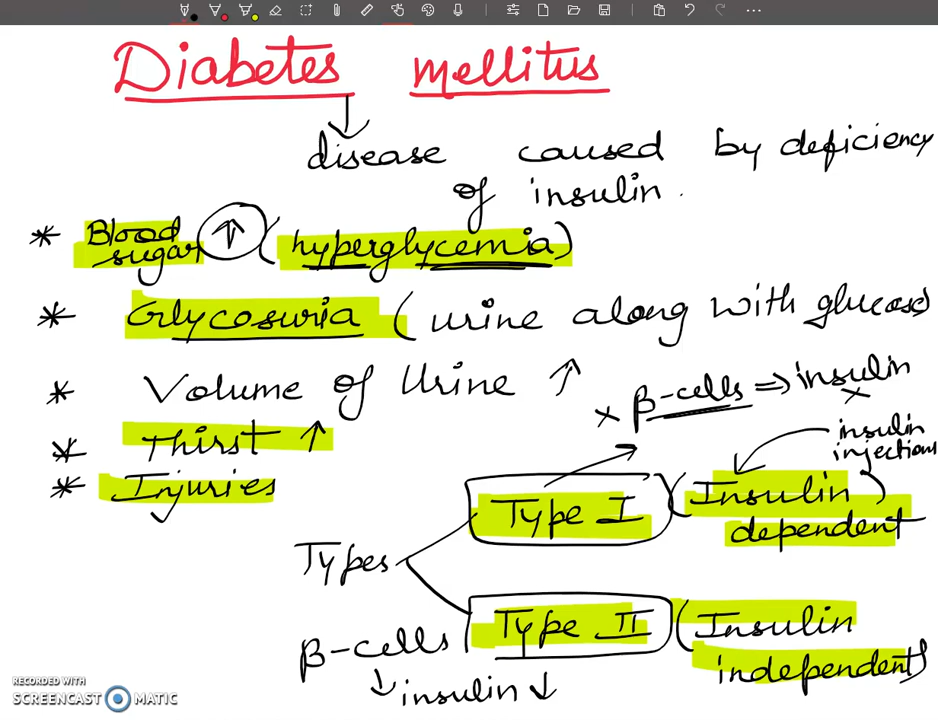 Diabetes mellitus
disease caused by deficiency
of insulin.
* Blood sugar ↑ (hyperglycemia)
* Glycosuria (urine along with glucose)
* Volume of Urine ↑
× β-cells ⇒ insulin ×
* Thirst ↑
insulin injections
* Injuries
Type I (Insulin dependent)
Types
Type II (Insulin independent)
β-cells
↓ insulin ↓
RECORDED WITH
SCREENCAST MATIC